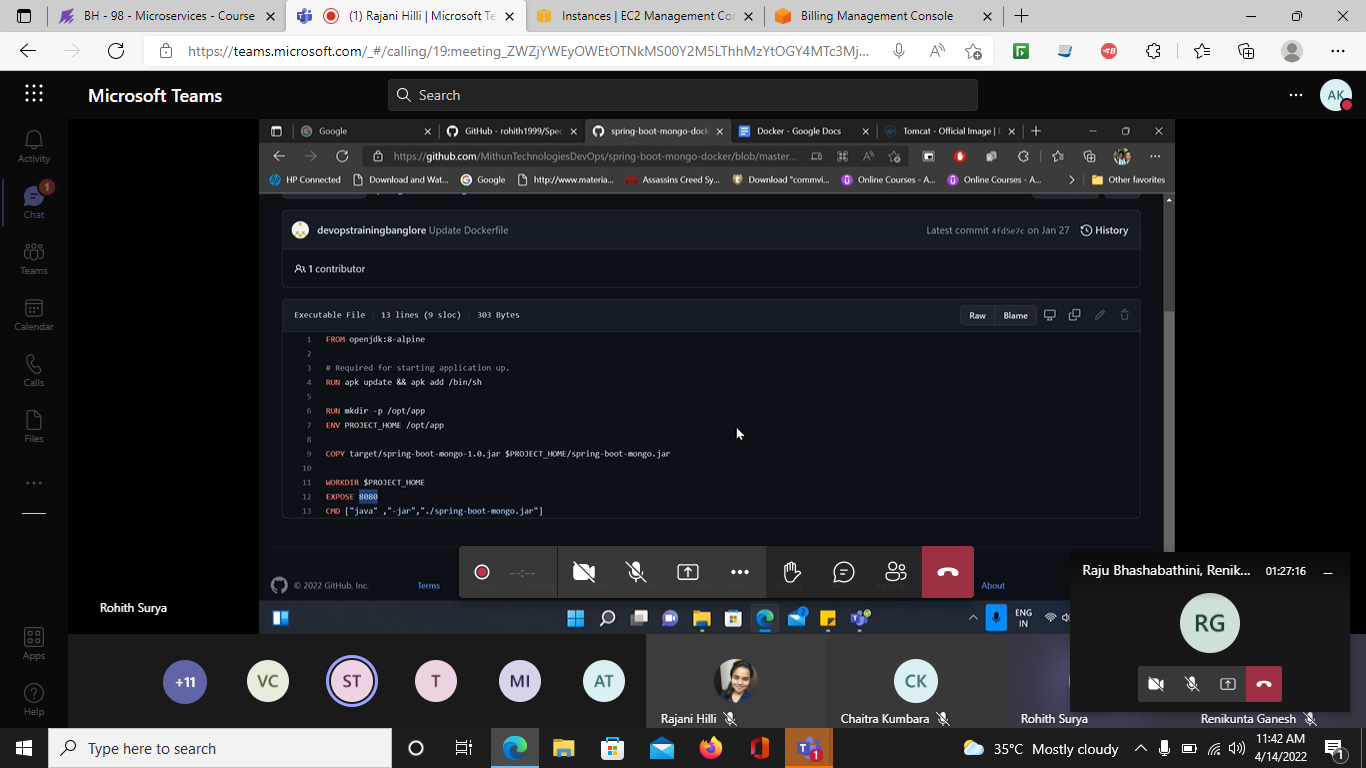 BH - 98 - Microservices - Course
(1) Rajani Hilli | Microsoft Te
Instances | EC2 Management Co
Billing Management Console
https://teams.microsoft.com/_#/calling/19:meeting_ZWZjYWEyOWEtOTNkMS00Y2M5LThhMzYtOGY4MTc3Mj...
Microsoft Teams
Search
AK
Activity
1
Chat
Teams
Calendar
Calls
Files
Apps
Help
Google
GitHub - rohith1999/Spec
spring-boot-mongo-dock
Docker - Google Docs
Tomcat - Official Image |
https://github.com/MithunTechnologiesDevOps/spring-boot-mongo-docker/blob/master...
HP Connected
Download and Wat...
Google
http://www.materia...
Assassins Creed Sy...
Download "commvi...
Online Courses - A...
Online Courses - A...
Other favorites
devopstrainingbanglore Update Dockerfile
Latest commit 4fd5e7c on Jan 27
History
1 contributor
Executable File
13 lines (9 sloc)
303 Bytes
Raw
Blame
1 FROM openjdk:8-alpine
2
3 # Required for starting application up.
4 RUN apk update && apk add /bin/sh
5
6 RUN mkdir -p /opt/app
7 ENV PROJECT_HOME /opt/app
8
9 COPY target/spring-boot-mongo-1.0.jar $PROJECT_HOME/spring-boot-mongo.jar
10
11 WORKDIR $PROJECT_HOME
12 EXPOSE 8080
13 CMD ["java" ,"-jar","./spring-boot-mongo.jar"]
© 2022 GitHub, Inc.
Terms
About
--:--
Rohith Surya
ENG
IN
Raju Bhashabathini, Renik...
01:27:16
RG
+11
VC
ST
T
MI
AT
Rajani Hilli
CK
Chaitra Kumbara
Rohith Surya
Renikunta Ganesh
Type here to search
1
35°C Mostly cloudy
11:42 AM
4/14/2022
1